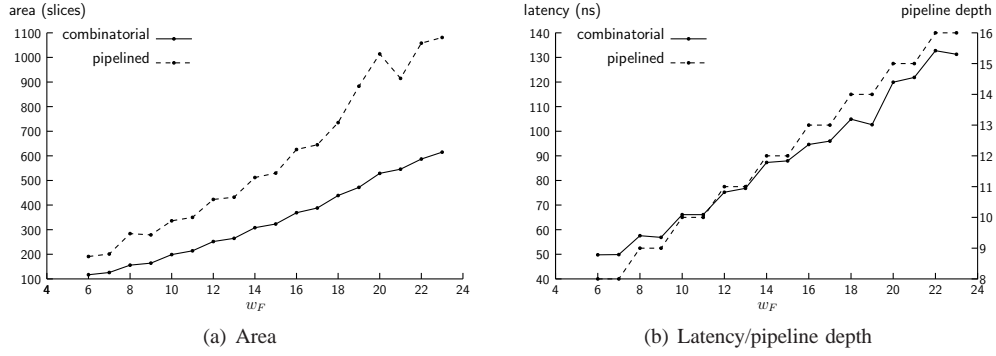 area (slices)
1100
1000
900
800
700
600
500
400
300
200
100
combinatorial
pipelined
4 6 8 10 12 14 16 18 20 22 24
w_F
(a) Area
latency (ns) pipeline depth
140
130
120
110
100
90
80
70
60
50
40
combinatorial
pipelined
16
15
14
13
12
11
10
9
8
4 6 8 10 12 14 16 18 20 22 24
w_F
(b) Latency/pipeline depth